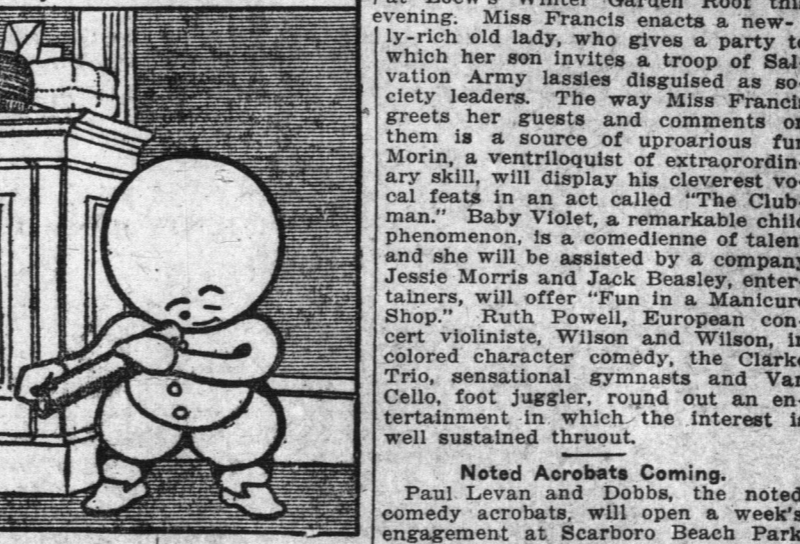 at Loew's Winter Garden Roof this
evening. Miss Francis enacts a new-
ly-rich old lady, who gives a party to
which her son invites a troop of Sal-
vation Army lassies disguised as so-
ciety leaders. The way Miss Francis
greets her guests and comments on
them is a source of uproarious fun
Morin, a ventriloquist of extraorordin-
ary skill, will display his cleverest vo-
cal feats in an act called "The Club-
man." Baby Violet, a remarkable child
phenomenon, is a comedienne of talent
and she will be assisted by a company
Jessie Morris and Jack Beasley, enter-
tainers, will offer "Fun in a Manicure
Shop." Ruth Powell, European con-
cert violiniste, Wilson and Wilson, in
colored character comedy, the Clarke
Trio, sensational gymnasts and Van
Cello, foot juggler, round out an en-
tertainment in which the interest is
well sustained thruout.
Noted Acrobats Coming.
Paul Levan and Dobbs, the noted
comedy acrobats, will open a week's
engagement at Scarboro Beach Park